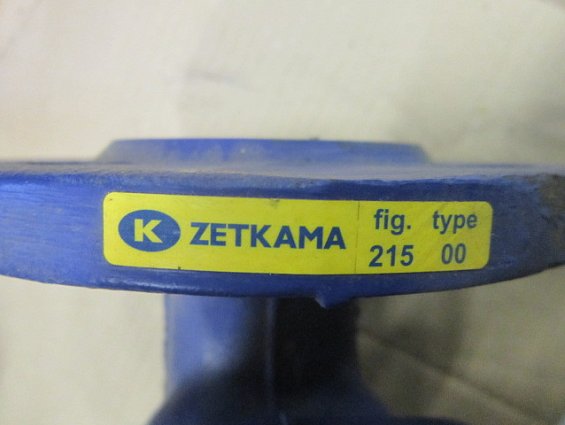 K ZETKAMA
fig. type
215 00